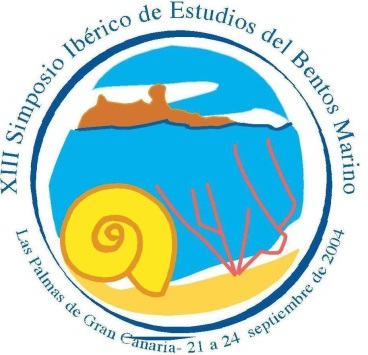 XIII Simposio Ibérico de Estudios del Bentos Marino
Las Palmas de Gran Canaria- 21 a 24 septiembre de 2004